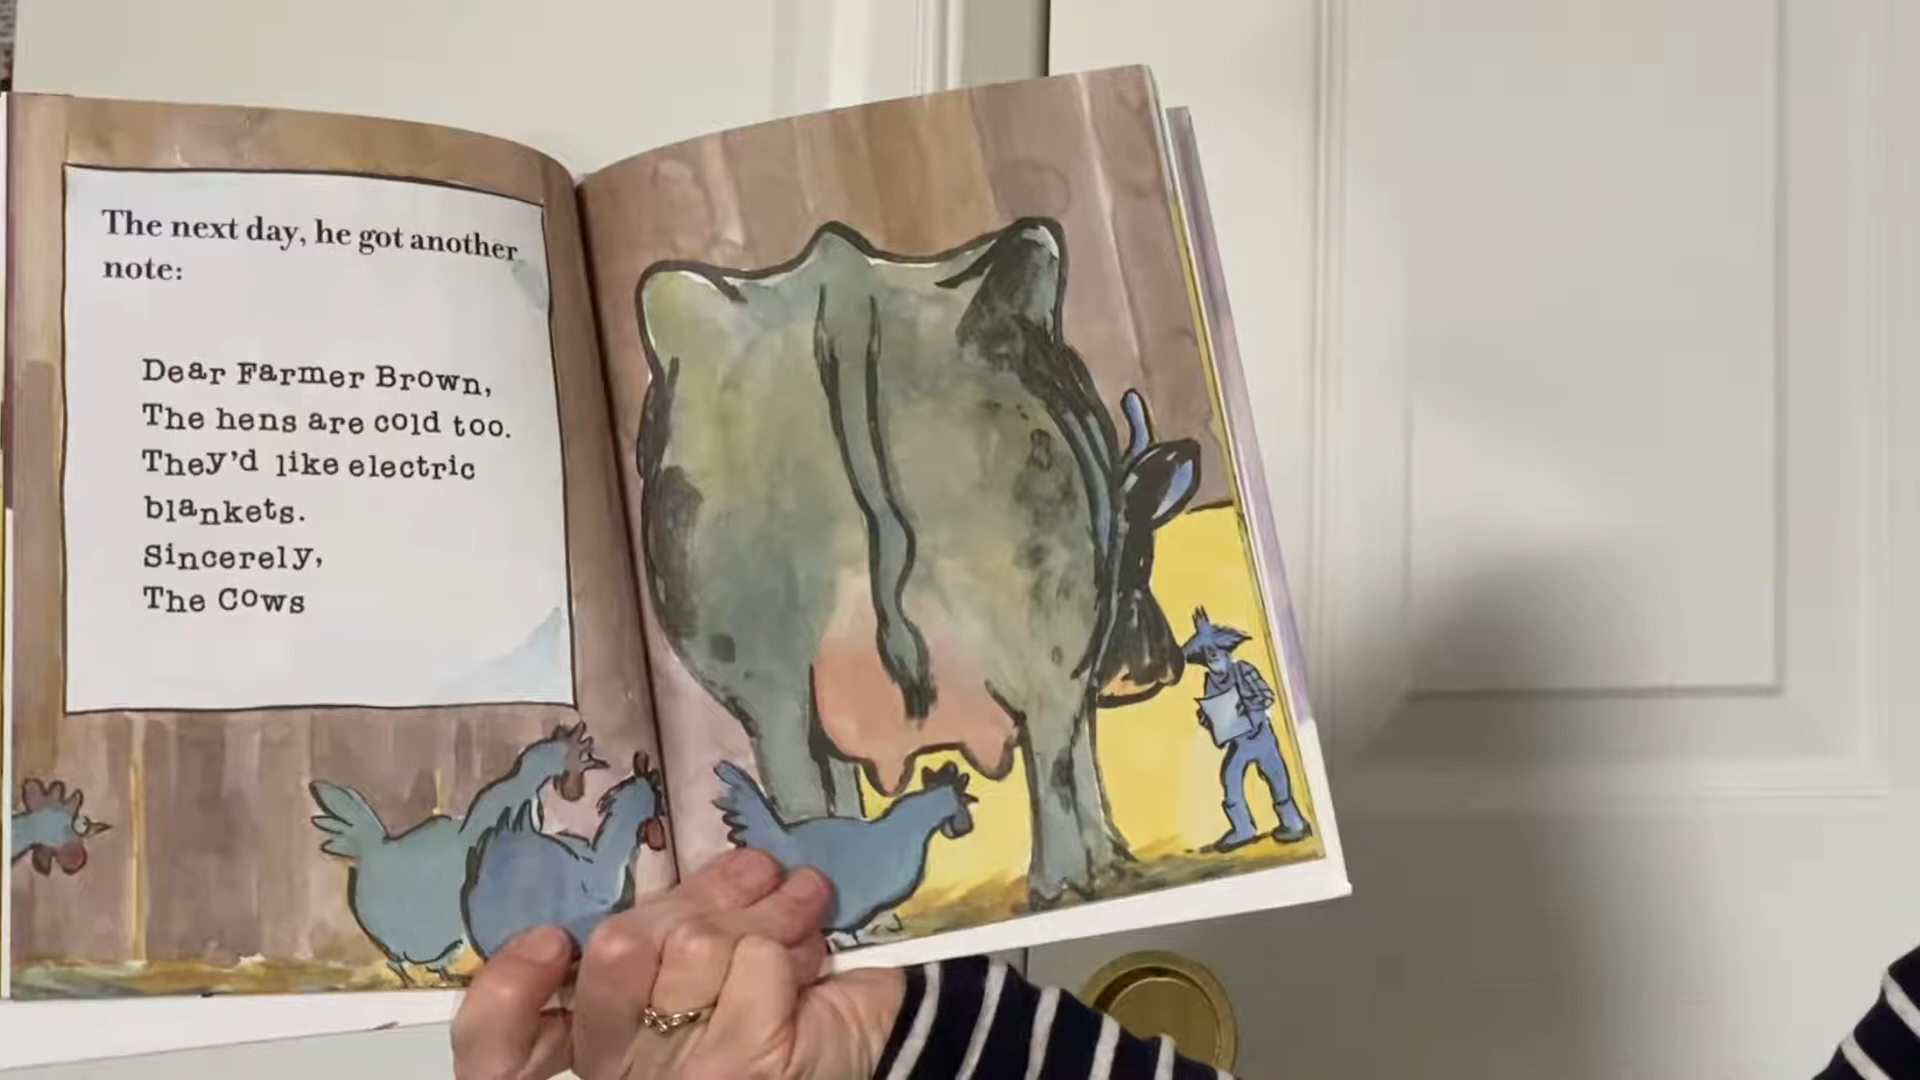 The next day, he got another
note:
Dear Farmer Brown,
The hens are cold too.
They'd like electric
blankets.
Sincerely,
The Cows